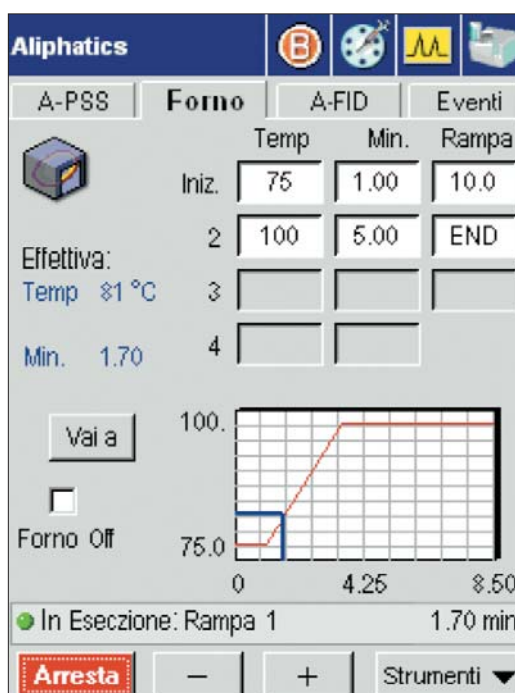 Aliphatics B
A-PSS Forno A-FID Eventi
Temp Min. Rampa
Iniz. 75 1.00 10.0
2 100 5.00 END
Effettiva:
Temp 81 °C 3
Min. 1.70 4
Vai a
Forno Off
100.
75.0
0 4.25 8.50
In Eseczione: Rampa 1 1.70 min
Arresta − + Strumenti